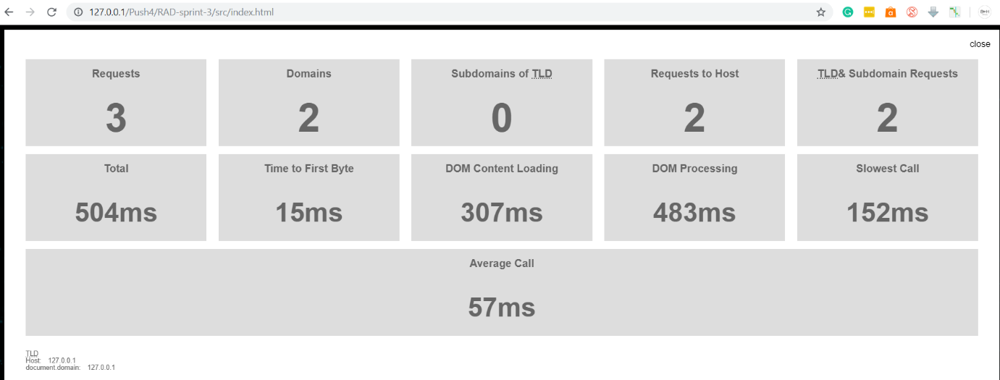 127.0.0.1/Push4/RAD-sprint-3/src/index.html
close
Requests
3
Domains
2
Subdomains of TLD
0
Requests to Host
2
TLD& Subdomain Requests
2
Total
504ms
Time to First Byte
15ms
DOM Content Loading
307ms
DOM Processing
483ms
Slowest Call
152ms
Average Call
57ms
TLD
Host: 127.0.0.1
document.domain: 127.0.0.1